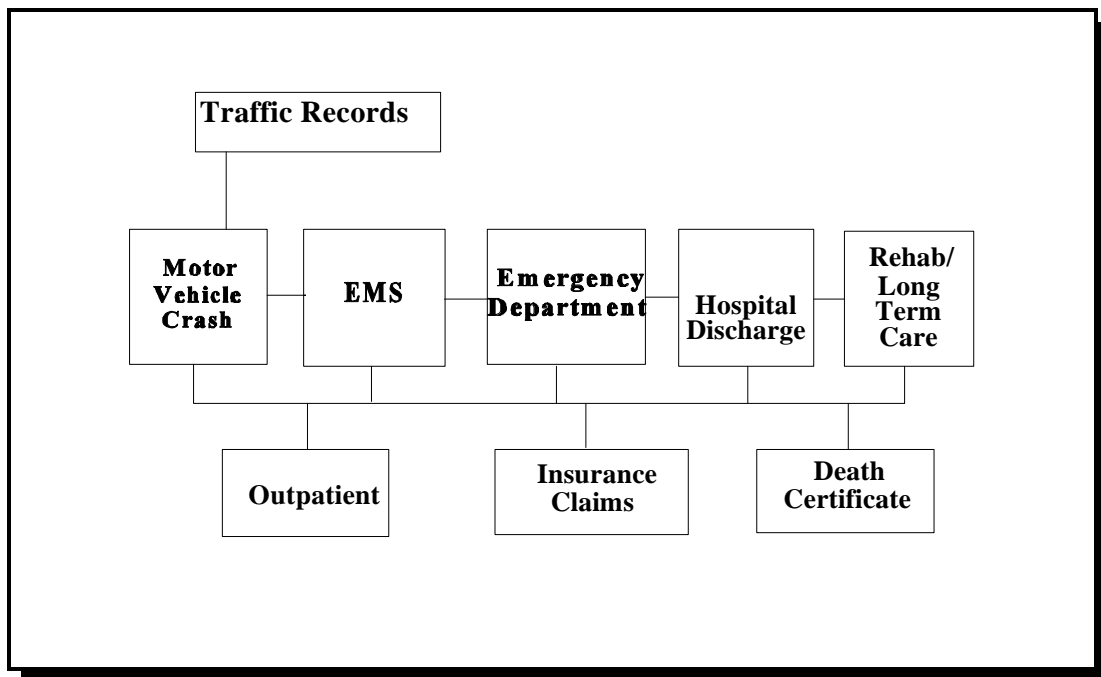 Traffic Records
Motor
Vehicle
Crash
EMS
Emergency
Department
Hospital
Discharge
Rehab/
Long
Term
Care
Outpatient
Insurance
Claims
Death
Certificate